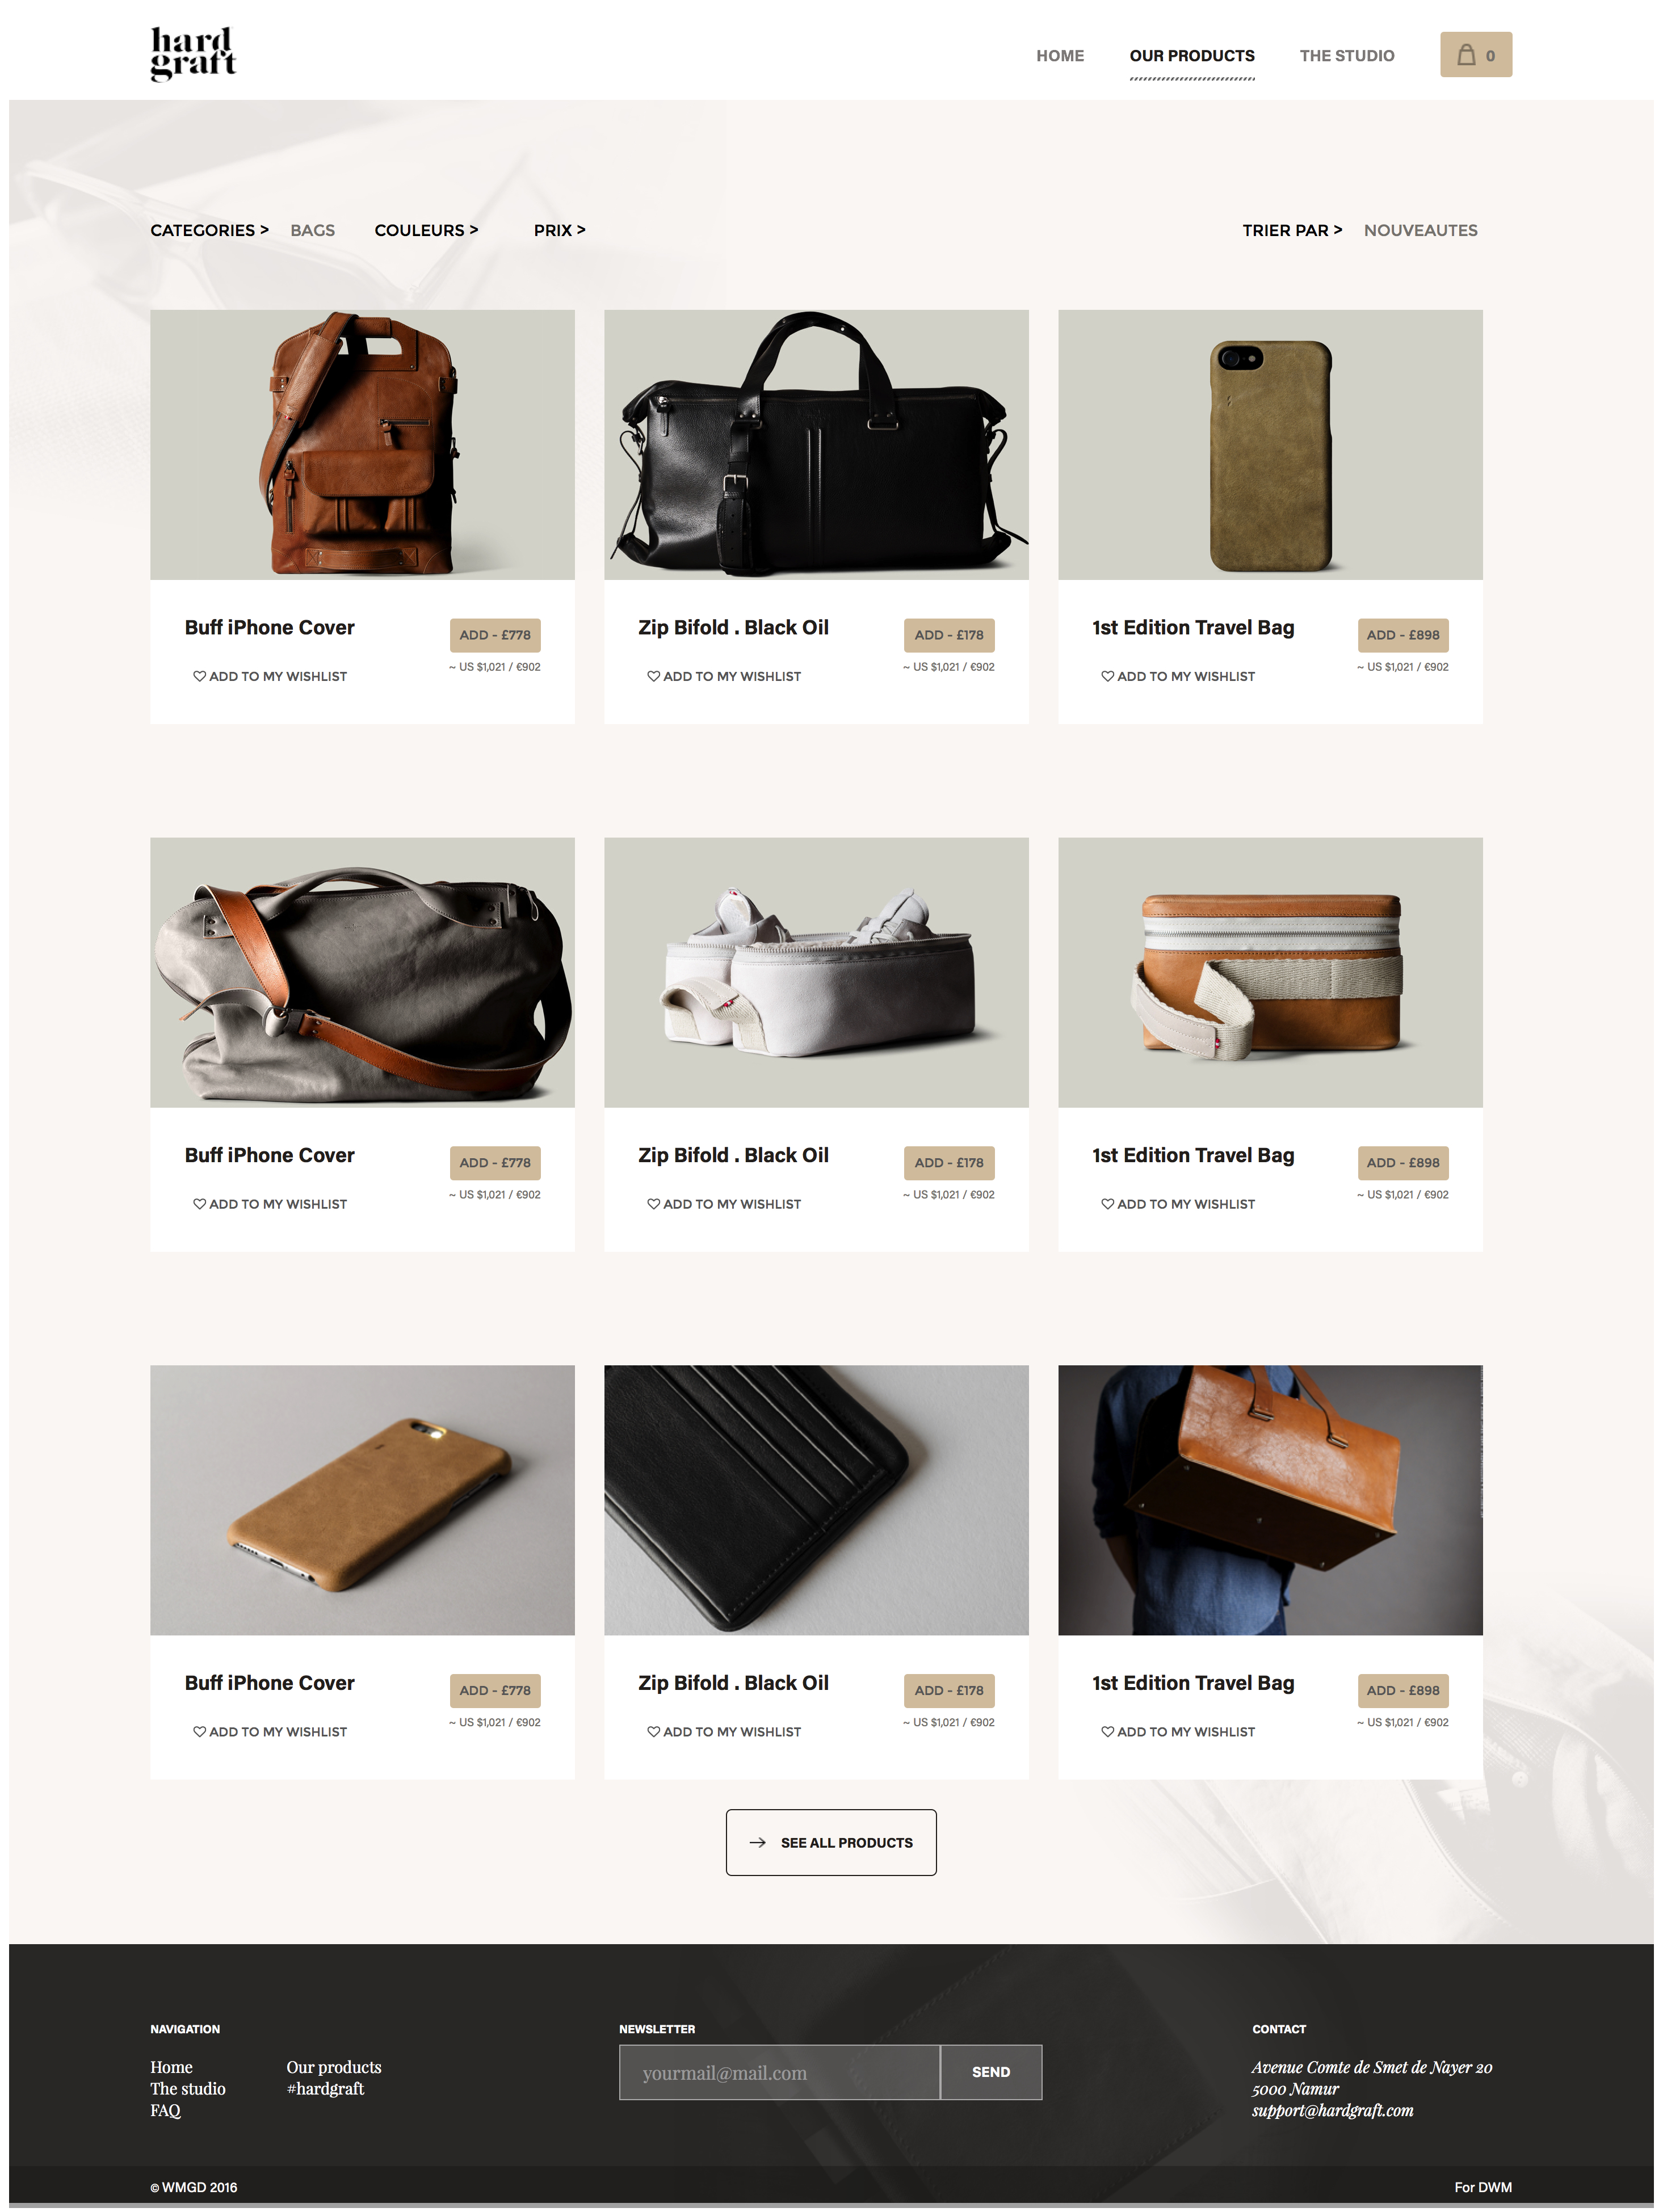 hard
graft
HOME
OUR PRODUCTS
THE STUDIO
0
CATEGORIES >
BAGS
COULEURS >
PRIX >
TRIER PAR >
NOUVEAUTES
Buff iPhone Cover
ADD - £778
~ US $1,021 / €902
ADD TO MY WISHLIST
Zip Bifold . Black Oil
ADD - £178
~ US $1,021 / €902
ADD TO MY WISHLIST
1st Edition Travel Bag
ADD - £898
~ US $1,021 / €902
ADD TO MY WISHLIST
Buff iPhone Cover
ADD - £778
~ US $1,021 / €902
ADD TO MY WISHLIST
Zip Bifold . Black Oil
ADD - £178
~ US $1,021 / €902
ADD TO MY WISHLIST
1st Edition Travel Bag
ADD - £898
~ US $1,021 / €902
ADD TO MY WISHLIST
Buff iPhone Cover
ADD - £778
~ US $1,021 / €902
ADD TO MY WISHLIST
Zip Bifold . Black Oil
ADD - £178
~ US $1,021 / €902
ADD TO MY WISHLIST
1st Edition Travel Bag
ADD - £898
~ US $1,021 / €902
ADD TO MY WISHLIST
SEE ALL PRODUCTS
NAVIGATION
Home
The studio
FAQ
Our products
#hardgraft
NEWSLETTER
yourmail@mail.com
SEND
CONTACT
Avenue Comte de Smet de Nayer 20
5000 Namur
support@hardgraft.com
© WMGD 2016
For DWM